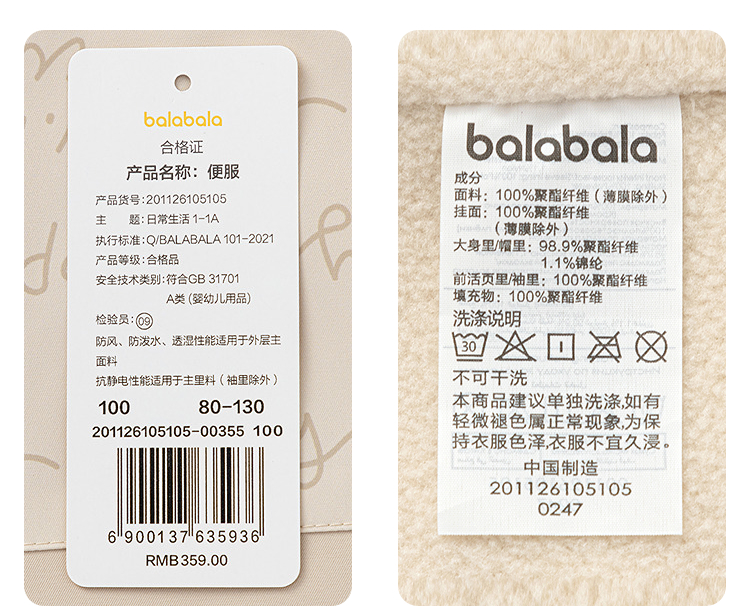 balabala
合格证
产品名称：便服
产品货号：201126105105
主 题：日常生活 1-1A
执行标准：Q/BALABALA 101-2021
产品等级：合格品
安全技术类别：符合GB 31701
A类（婴幼儿用品）
检验员：09
防风、防泼水、透湿性能适用于外层主
面料
抗静电性能适用于主里料（袖里除外）
100 80-130
201126105105-00355 100
6 900137 635936
RMB359.00
balabala
成分
面料：100%聚酯纤维（薄膜除外）
挂面：100%聚酯纤维
（薄膜除外）
大身里/帽里：98.9%聚酯纤维
1.1%锦纶
前活页里/袖里：100%聚酯纤维
填充物：100%聚酯纤维
洗涤说明
30
不可干洗
本商品建议单独洗涤，如有
轻微褪色属正常现象，为保
持衣服色泽，衣服不宜久浸。
中国制造
201126105105
0247